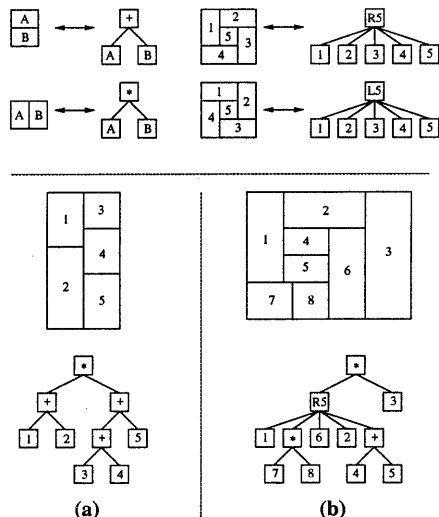 A + 2 R5
B 1 5 3
A B 4 1 2 3 4 5
* 1 L5
A B 4 5 2
A B 3 1 2 3 4 5
1 3 2
4 1 4 3
2 5 6
5 7 8
* *
+ + R5 3
1 2 + 5 1 * 6 2 +
3 4 7 8 4 5
(a) (b)